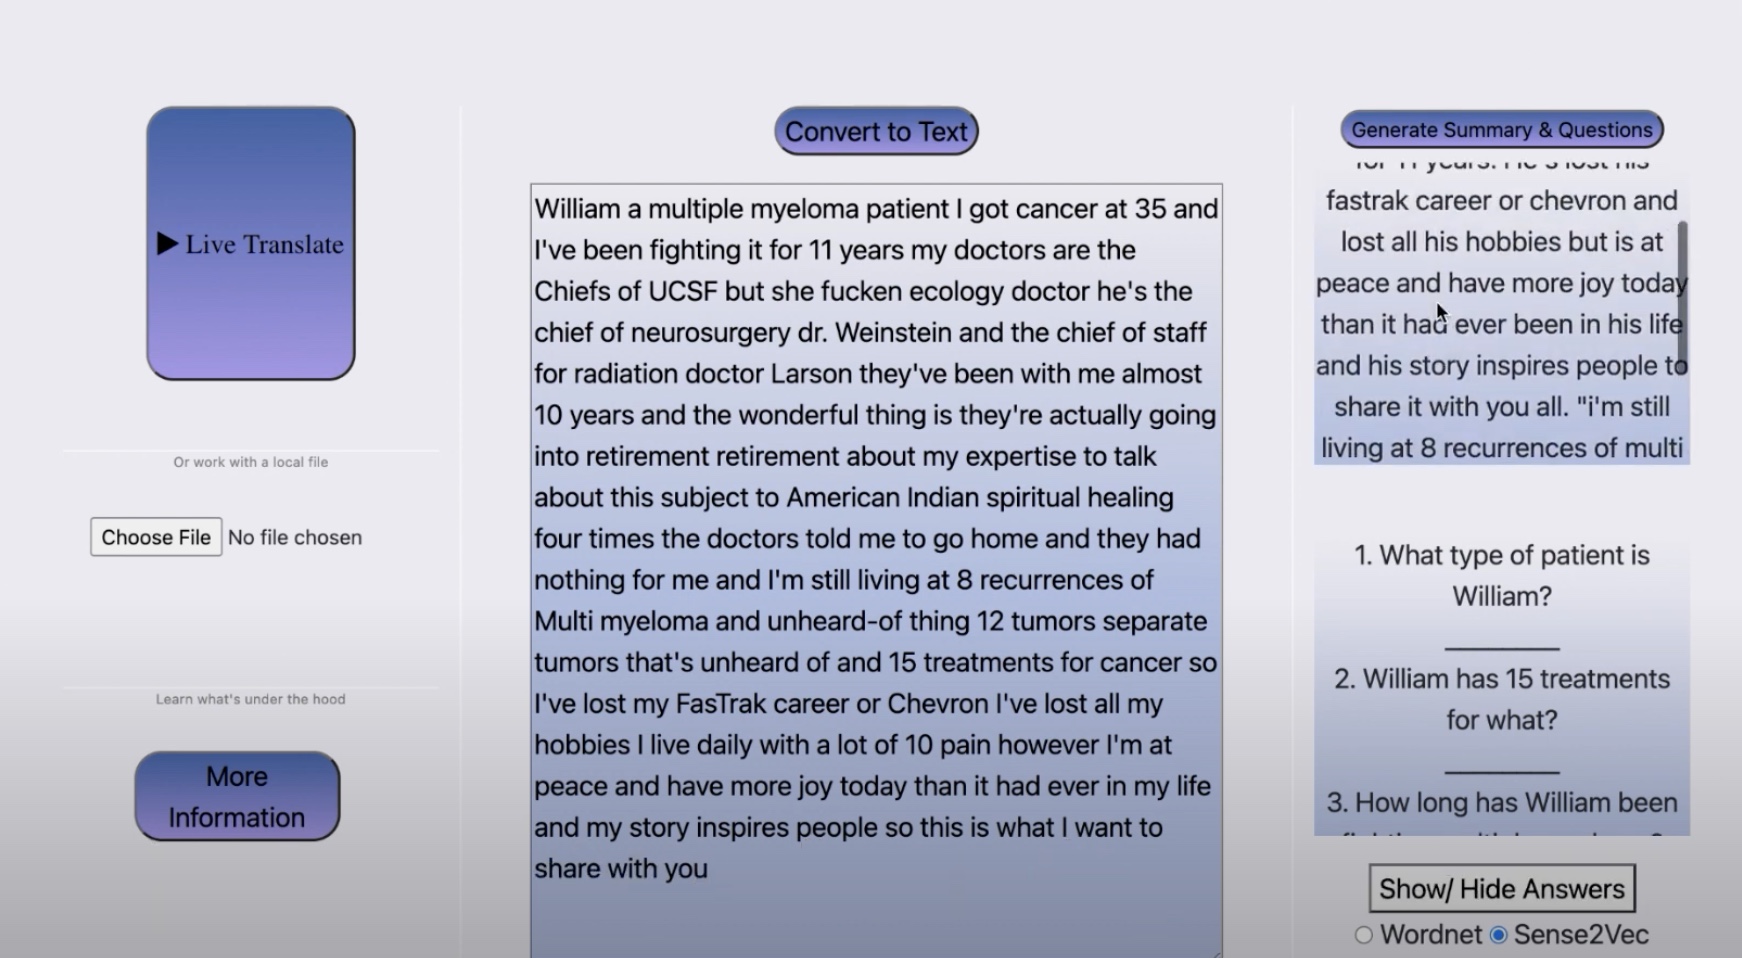 ▶ Live Translate
Or work with a local file
Choose File No file chosen
Learn what's under the hood
More
Information
Convert to Text
William a multiple myeloma patient I got cancer at 35 and
I've been fighting it for 11 years my doctors are the
Chiefs of UCSF but she fucken ecology doctor he's the
chief of neurosurgery dr. Weinstein and the chief of staff
for radiation doctor Larson they've been with me almost
10 years and the wonderful thing is they're actually going
into retirement retirement about my expertise to talk
about this subject to American Indian spiritual healing
four times the doctors told me to go home and they had
nothing for me and I'm still living at 8 recurrences of
Multi myeloma and unheard-of thing 12 tumors separate
tumors that's unheard of and 15 treatments for cancer so
I've lost my FasTrak career or Chevron I've lost all my
hobbies I live daily with a lot of 10 pain however I'm at
peace and have more joy today than it had ever in my life
and my story inspires people so this is what I want to
share with you
Generate Summary & Questions
for 11 years. He's lost his
fastrak career or chevron and
lost all his hobbies but is at
peace and have more joy today
than it had ever been in his life
and his story inspires people to
share it with you all. "i'm still
living at 8 recurrences of multi
1. What type of patient is
William?
2. William has 15 treatments
for what?
3. How long has William been
Show/ Hide Answers
Wordnet Sense2Vec